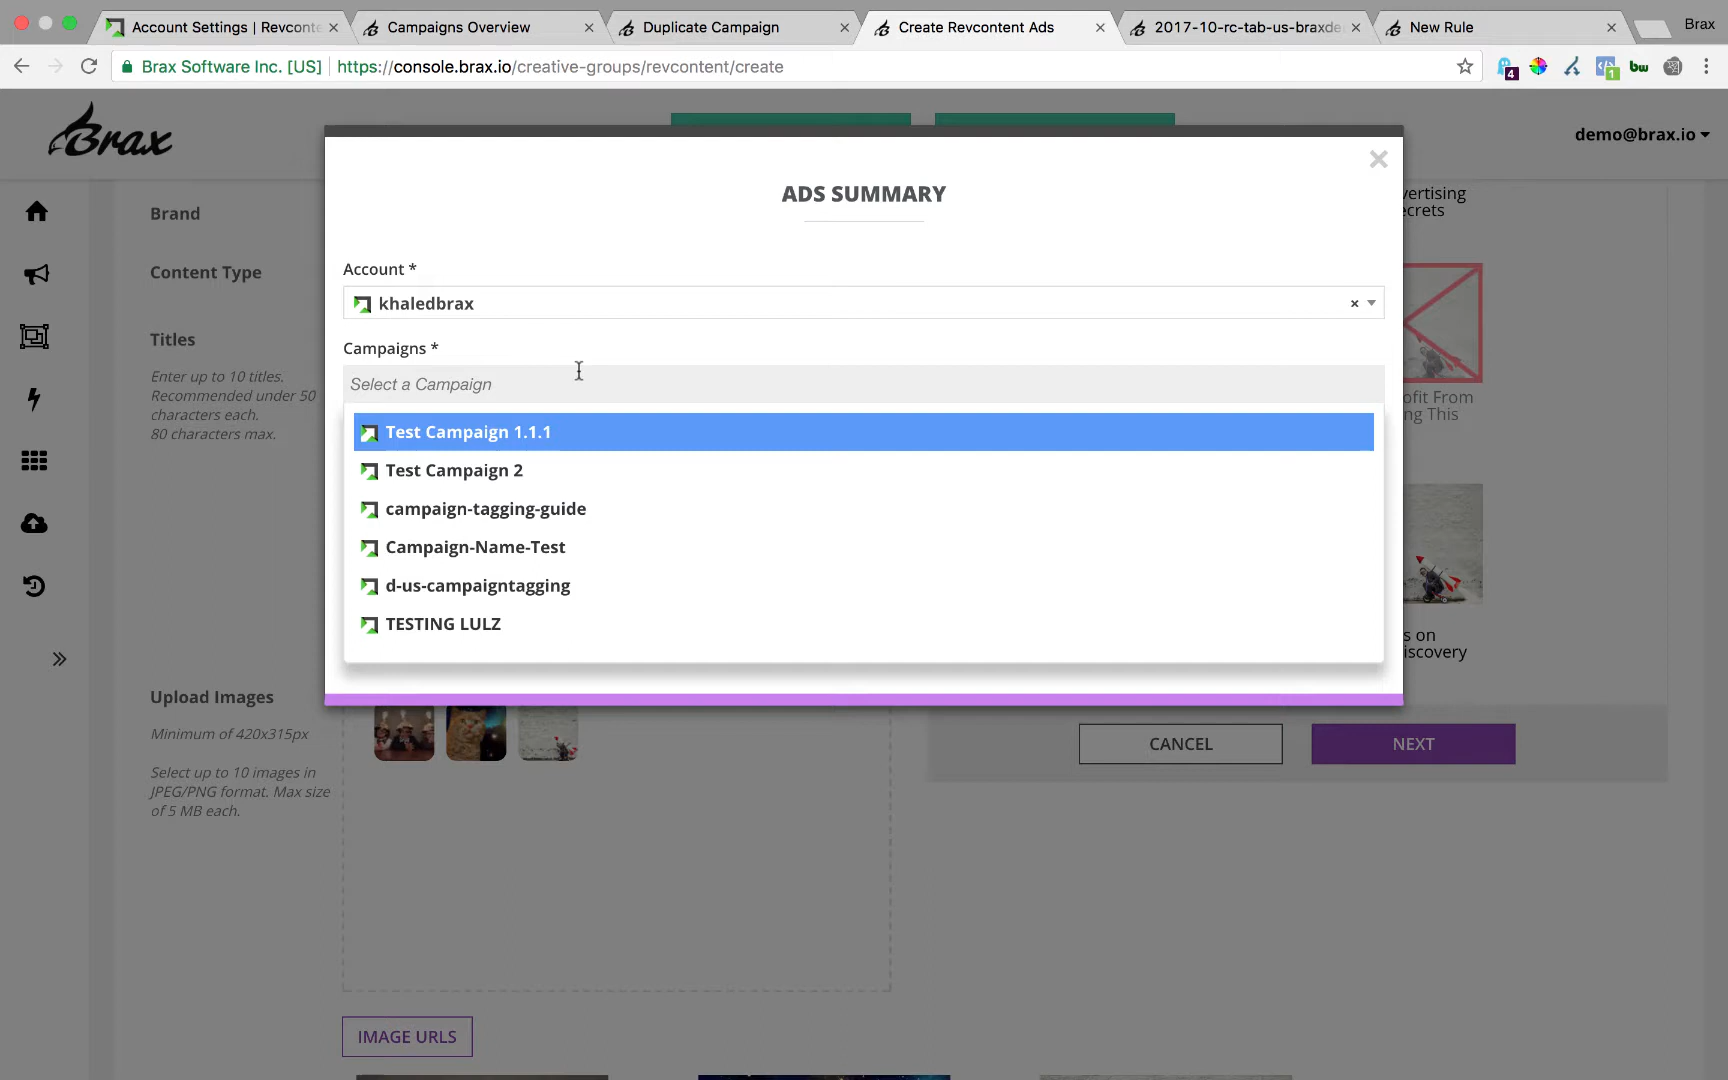 Account Settings | Revconte
Campaigns Overview
Duplicate Campaign
Create Revcontent Ads
2017-10-rc-tab-us-braxde
New Rule
Brax
Brax Software Inc. [US]
https://console.brax.io/creative-groups/revcontent/create
4
1
bw
Brax
demo@brax.io
ADS SUMMARY
Account *
khaledbrax
Campaigns *
Select a Campaign
Test Campaign 1.1.1
Test Campaign 2
campaign-tagging-guide
Campaign-Name-Test
d-us-campaigntagging
TESTING LULZ
Brand
Content Type
Titles
Enter up to 10 titles.
Recommended under 50
characters each.
80 characters max.
Upload Images
Minimum of 420x315px
Select up to 10 images in
JPEG/PNG format. Max size
of 5 MB each.
vertising
ecrets
ofit From
ng This
s on
iscovery
CANCEL
NEXT
IMAGE URLS